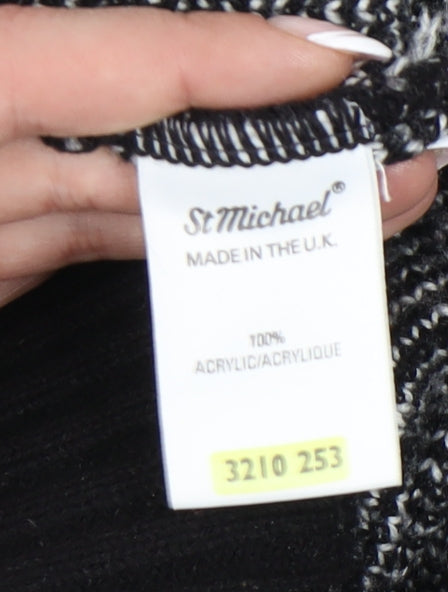 St Michael®
MADE IN THE U.K.
100%
ACRYLIC/ACRYLIQUE
3210 253